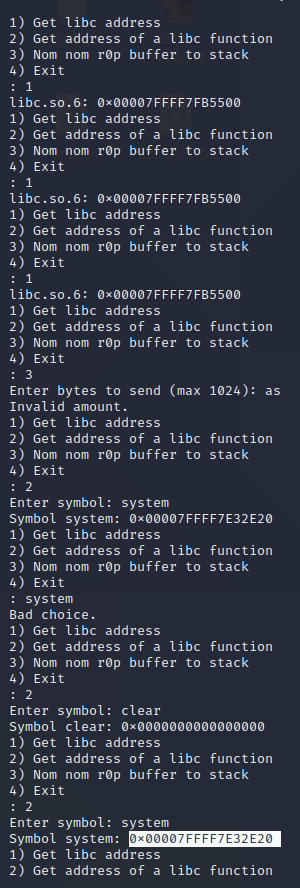 1) Get libc address
2) Get address of a libc function
3) Nom nom r0p buffer to stack
4) Exit
: 1
libc.so.6: 0×00007FFFF7FB5500
1) Get libc address
2) Get address of a libc function
3) Nom nom r0p buffer to stack
4) Exit
: 1
libc.so.6: 0×00007FFFF7FB5500
1) Get libc address
2) Get address of a libc function
3) Nom nom r0p buffer to stack
4) Exit
: 1
libc.so.6: 0×00007FFFF7FB5500
1) Get libc address
2) Get address of a libc function
3) Nom nom r0p buffer to stack
4) Exit
: 3
Enter bytes to send (max 1024): as
Invalid amount.
1) Get libc address
2) Get address of a libc function
3) Nom nom r0p buffer to stack
4) Exit
: 2
Enter symbol: system
Symbol system: 0×00007FFFF7E32E20
1) Get libc address
2) Get address of a libc function
3) Nom nom r0p buffer to stack
4) Exit
: system
Bad choice.
1) Get libc address
2) Get address of a libc function
3) Nom nom r0p buffer to stack
4) Exit
: 2
Enter symbol: clear
Symbol clear: 0×0000000000000000
1) Get libc address
2) Get address of a libc function
3) Nom nom r0p buffer to stack
4) Exit
: 2
Enter symbol: system
Symbol system: 0×00007FFFF7E32E20
1) Get libc address
2) Get address of a libc function